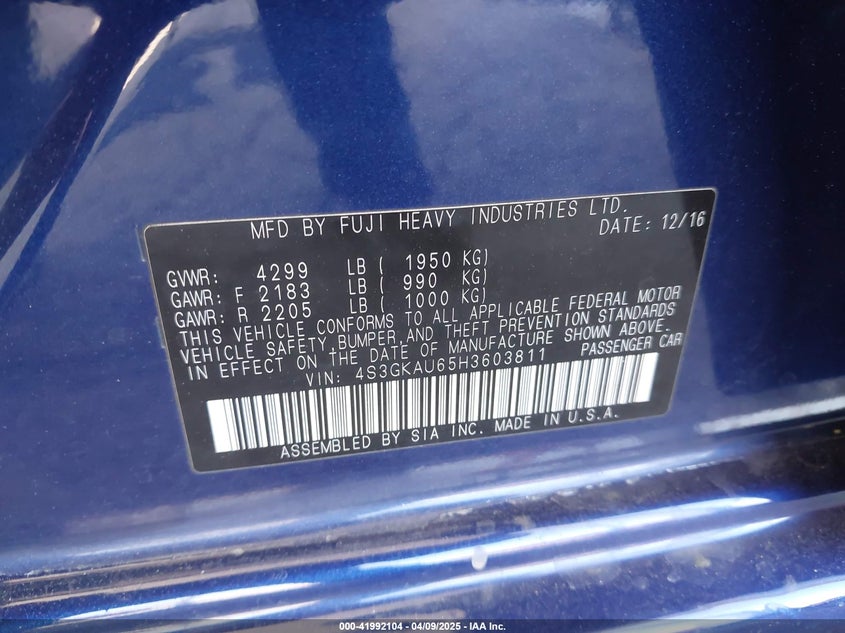 MFD BY FUJI HEAVY INDUSTRIES LTD.
DATE: 12/16
GVWR: 4299 LB ( 1950 KG)
GAWR: F 2183 LB ( 990 KG)
GAWR: R 2205 LB ( 1000 KG)
THIS VEHICLE CONFORMS TO ALL APPLICABLE FEDERAL MOTOR
VEHICLE SAFETY, BUMPER, AND THEFT PREVENTION STANDARDS
IN EFFECT ON THE DATE OF MANUFACTURE SHOWN ABOVE.
VIN: 4S3GKAU65H3603811 PASSENGER CAR
ASSEMBLED BY SIA INC. MADE IN U.S.A.
000-41992104 - 04/09/2025 - IAA Inc.